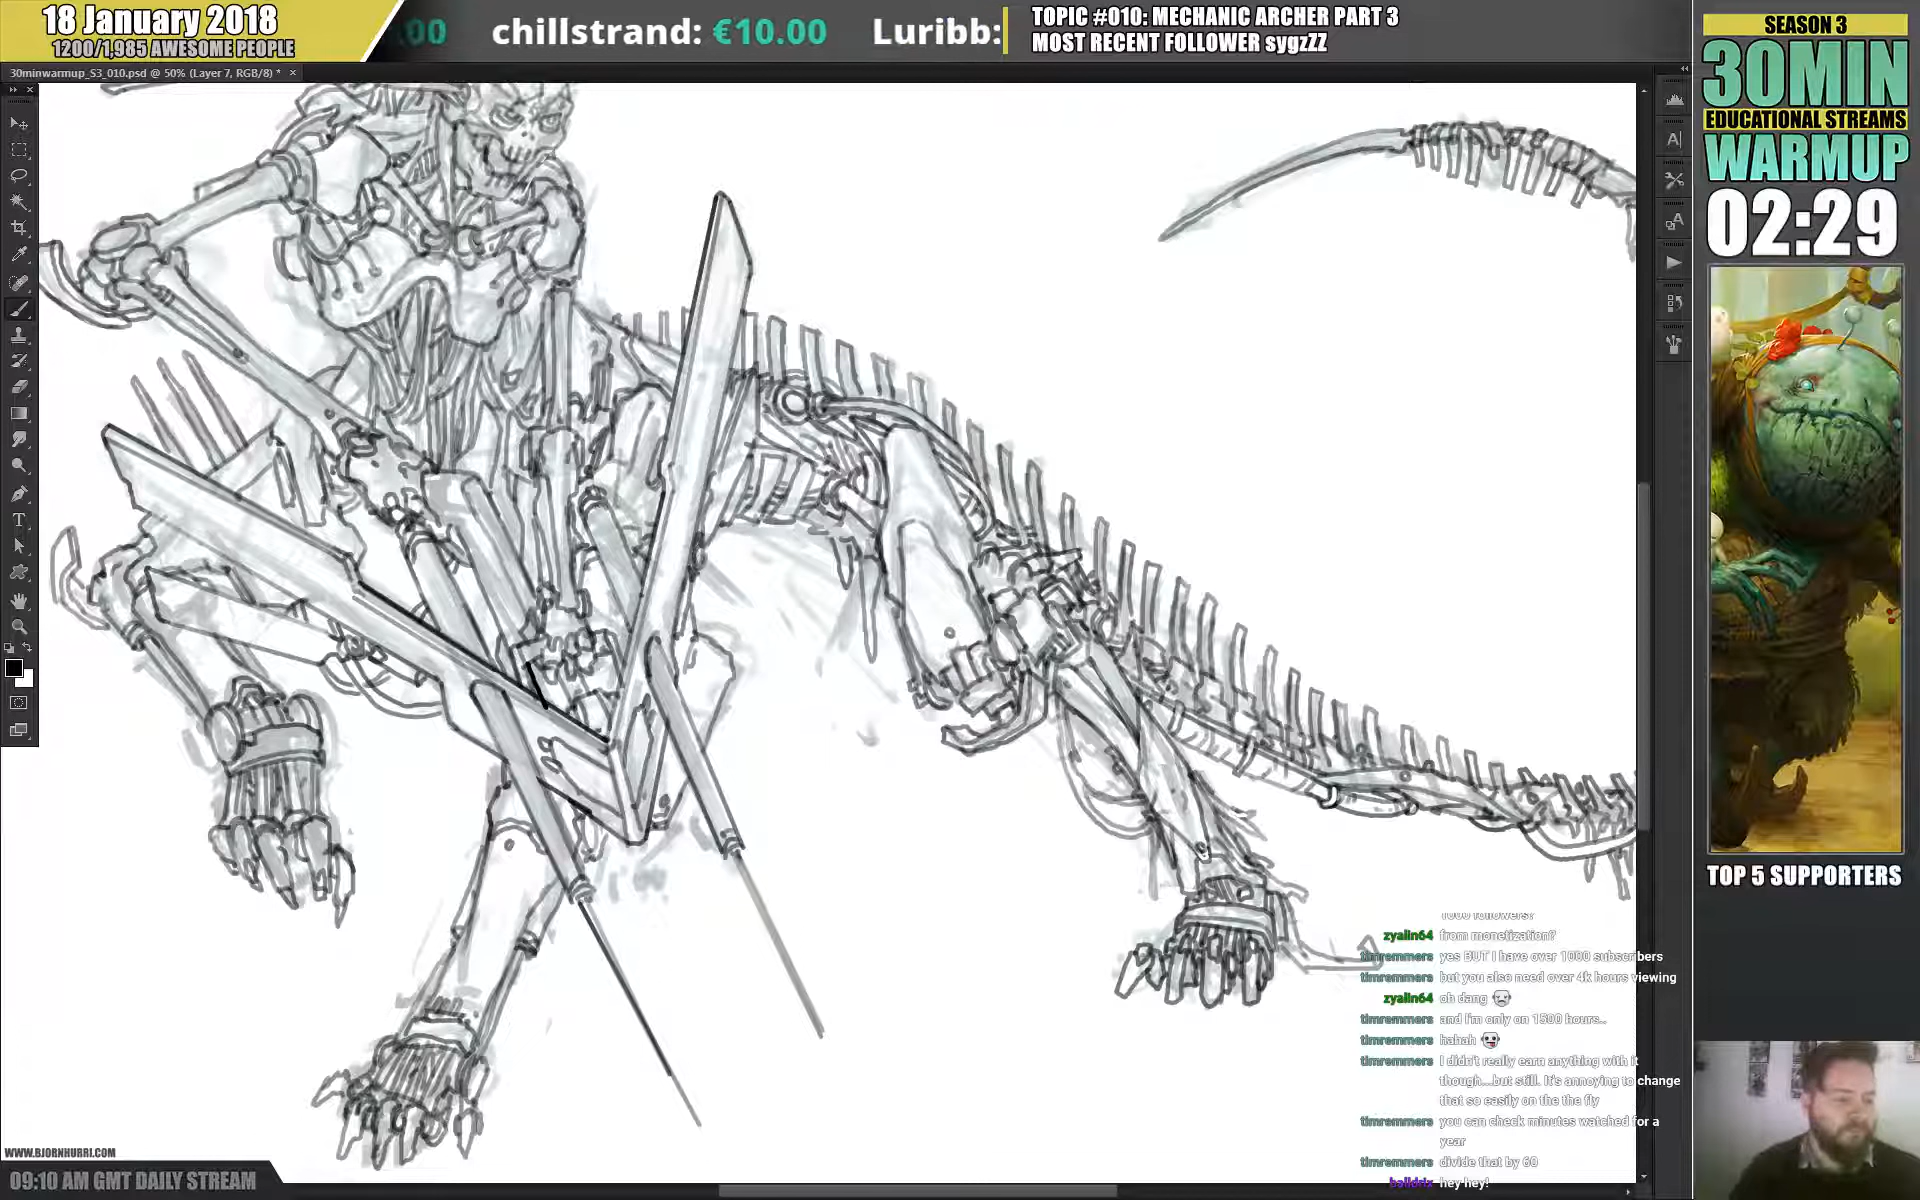 18 January 2018
1200/1,985 AWESOME PEOPLE
.00 chillstrand: €10.00 Luribb:
TOPIC #010: MECHANIC ARCHER PART 3
MOST RECENT FOLLOWER sygzZZ
SEASON 3
30MIN
EDUCATIONAL STREAMS
WARMUP
02:29
30minwarmup_S3_010.psd @ 50% (Layer 7, RGB/8) *
TOP 5 SUPPORTERS
1000 followers?
zyalin64 from monetization?
timremmers yes BUT I have over 1000 subscribers
timremmers but you also need over 4k hours viewing
zyalin64 oh dang
timremmers and I'm only on 1500 hours..
timremmers hahah
timremmers I didn't really earn anything with it
though...but still. It's annoying to change
that so easily on the the fly
timremmers you can check minutes watched for a
year
timremmers divide that by 60
hey hey!
WWW.BJORNHURRI.COM
09:10 AM GMT DAILY STREAM